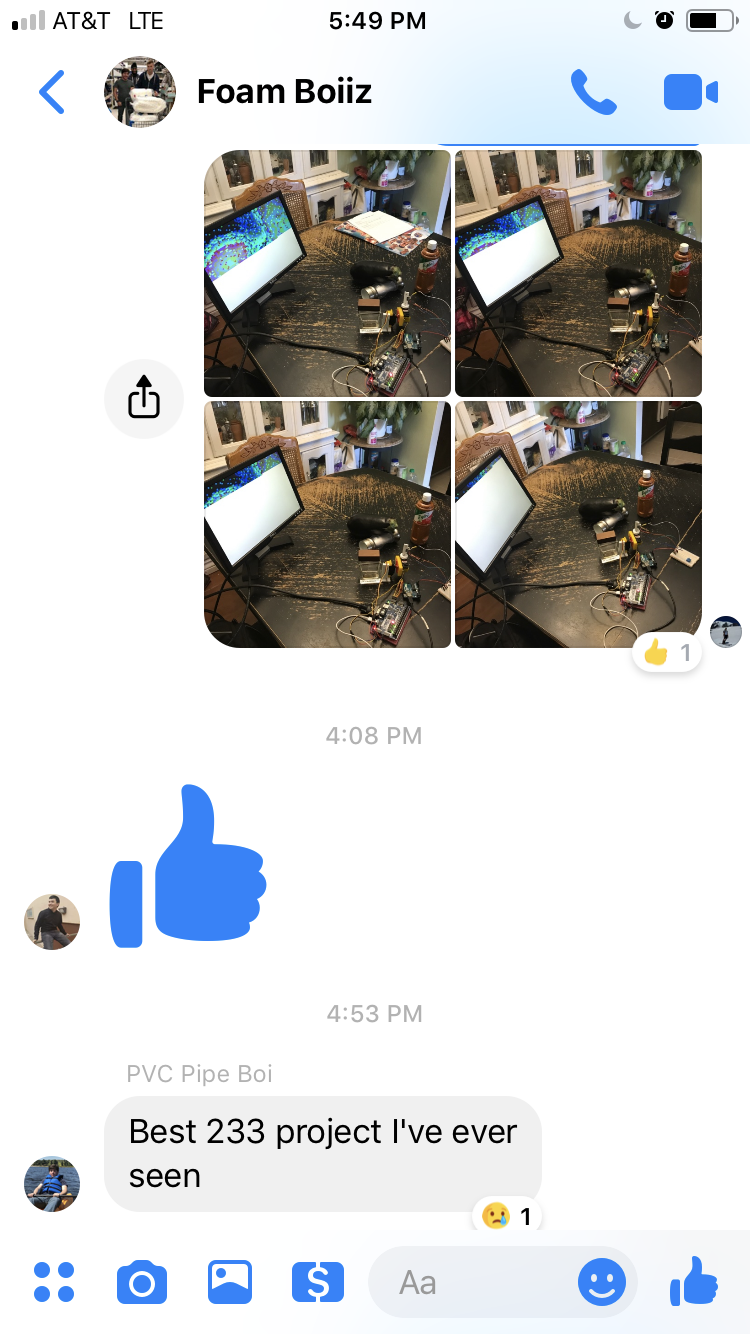 AT&T LTE
5:49 PM
Foam Boiiz
1
4:08 PM
4:53 PM
PVC Pipe Boi
Best 233 project I've ever
seen
1
Aa